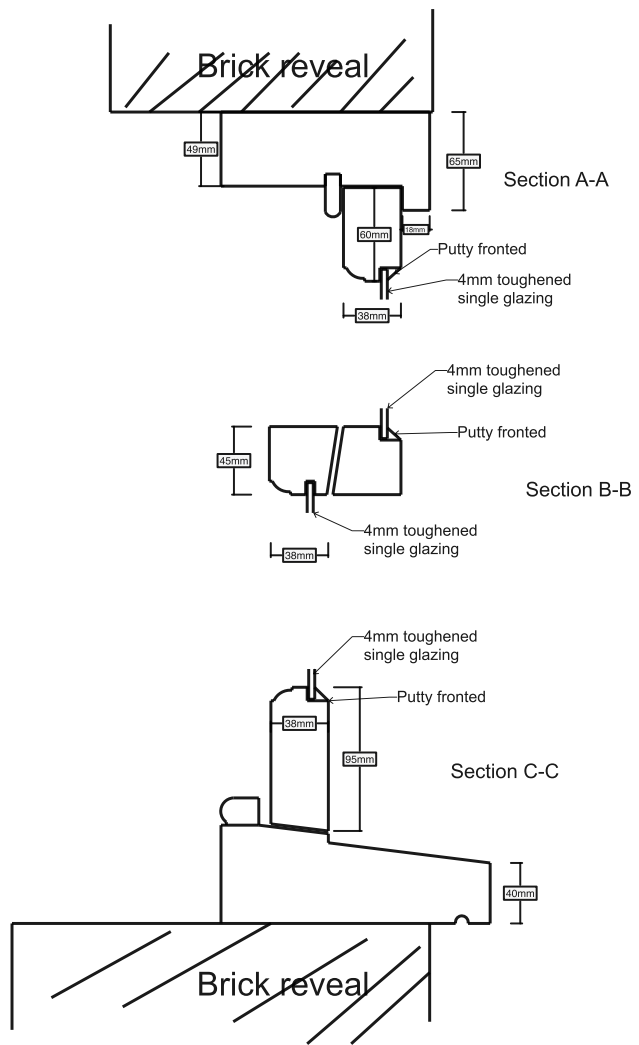 Brick reveal
49mm
65mm
Section A-A
60mm
18mm
Putty fronted
4mm toughened
single glazing
38mm
4mm toughened
single glazing
Putty fronted
45mm
Section B-B
4mm toughened
single glazing
38mm
4mm toughened
single glazing
Putty fronted
38mm
95mm
Section C-C
40mm
Brick reveal